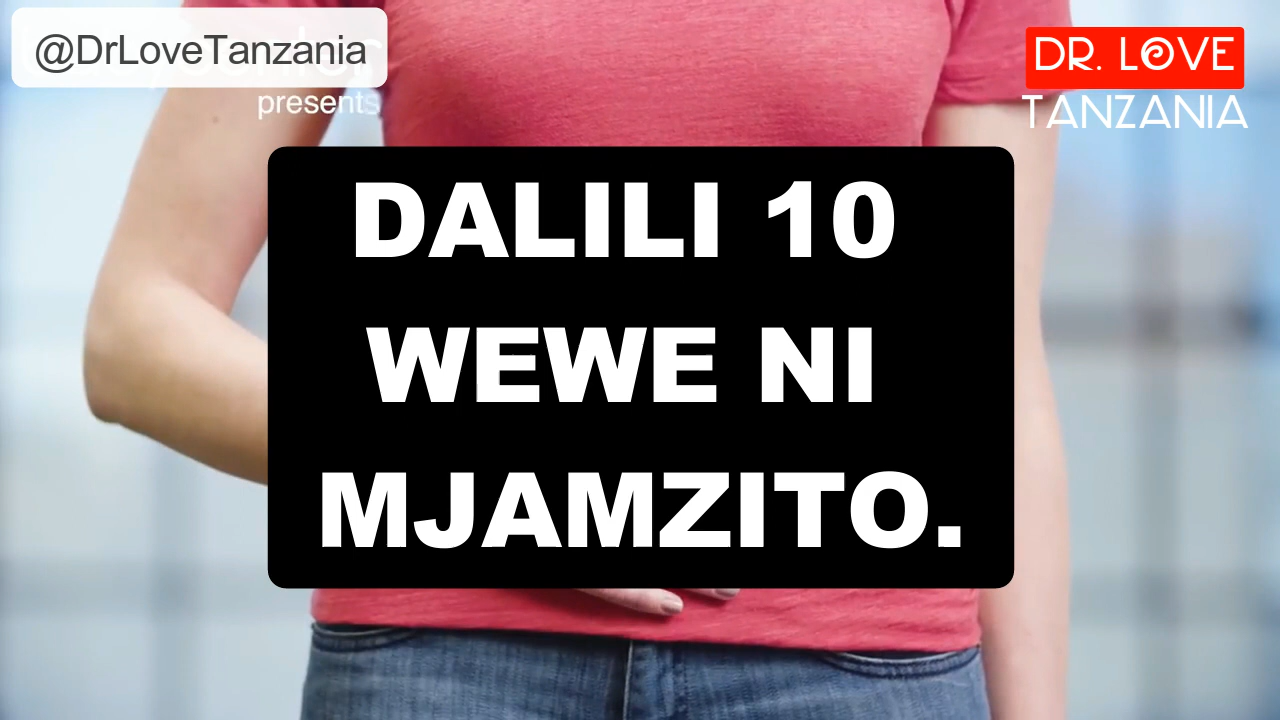 @DrLoveTanzania
presents
DR. LOVE
TANZANIA
DALILI 10
WEWE NI
MJAMZITO.